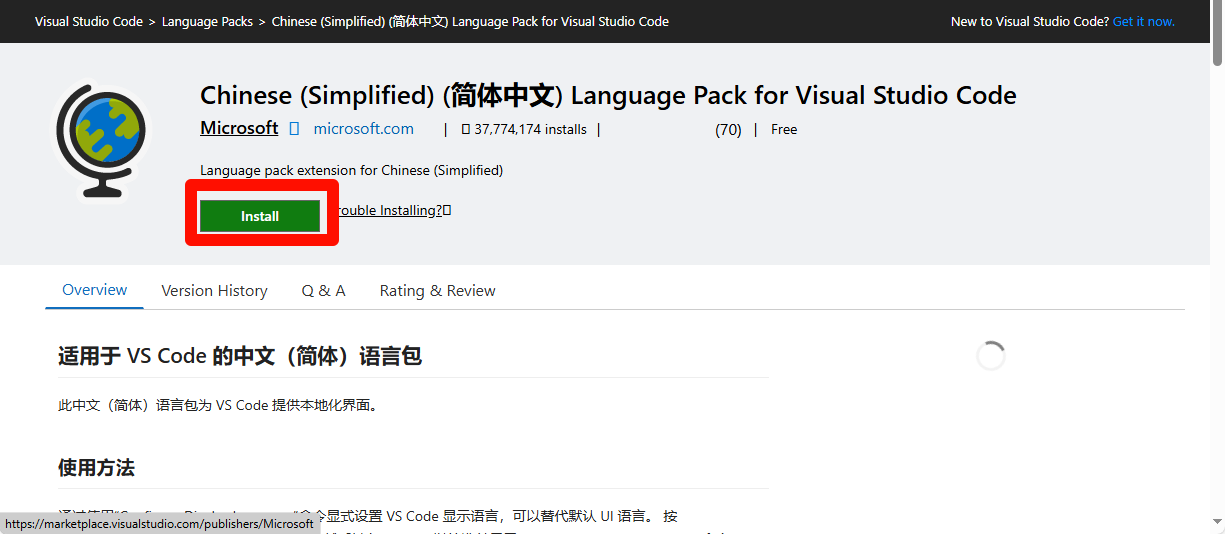 Visual Studio Code > Language Packs > Chinese (Simplified) (简体中文) Language Pack for Visual Studio Code
New to Visual Studio Code? Get it now.
Chinese (Simplified) (简体中文) Language Pack for Visual Studio Code
Microsoft microsoft.com | 37,774,174 installs | (70) | Free
Language pack extension for Chinese (Simplified)
Install rouble Installing?
Overview Version History Q & A Rating & Review
适用于 VS Code 的中文（简体）语言包
此中文（简体）语言包为 VS Code 提供本地化界面。
使用方法
命令显式设置 VS Code 显示语言，可以替代默认 UI 语言。 按
https://marketplace.visualstudio.com/publishers/Microsoft